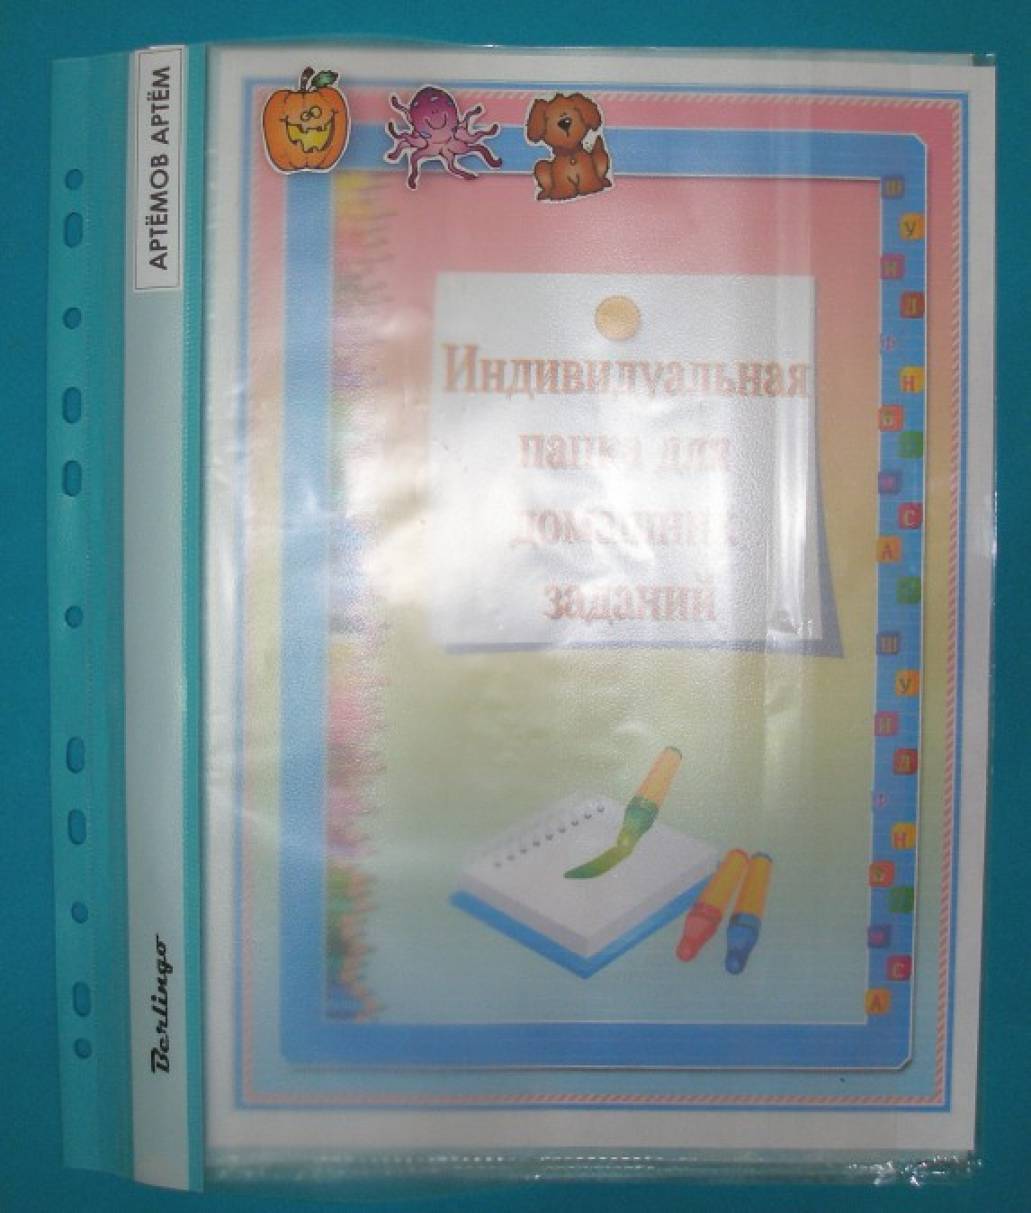 АРТЁМОВ АРТЁМ
Индивидуальная
папка для
домашних
заданий
Berlingo